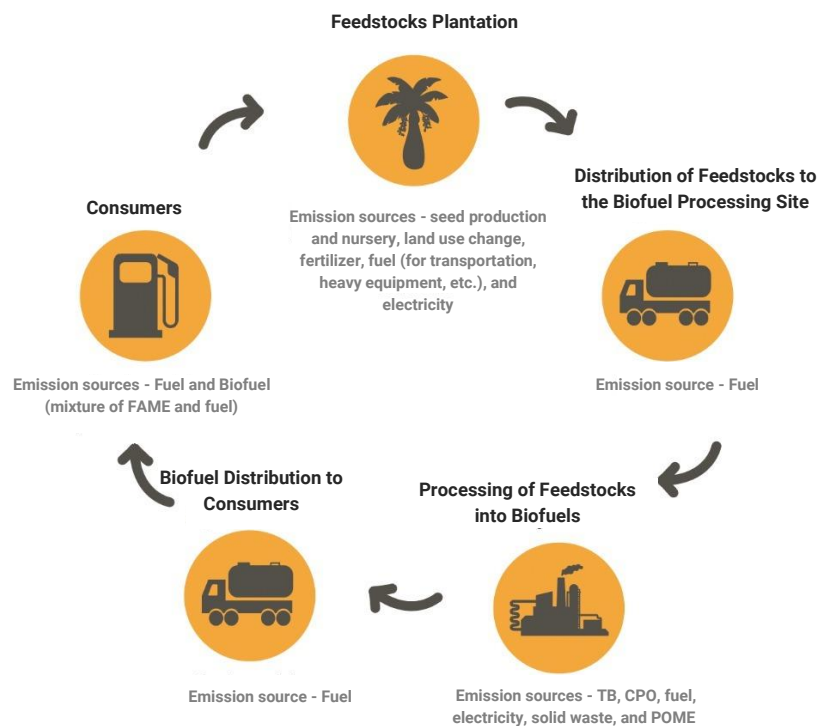 Feedstocks Plantation
Emission sources - seed production
and nursery, land use change,
fertilizer, fuel (for transportation,
heavy equipment, etc.), and
electricity
Distribution of Feedstocks to
the Biofuel Processing Site
Emission source - Fuel
Processing of Feedstocks
into Biofuels
Emission sources - TB, CPO, fuel,
electricity, solid waste, and POME
Biofuel Distribution to
Consumers
Emission source - Fuel
Consumers
Emission sources - Fuel and Biofuel
(mixture of FAME and fuel)